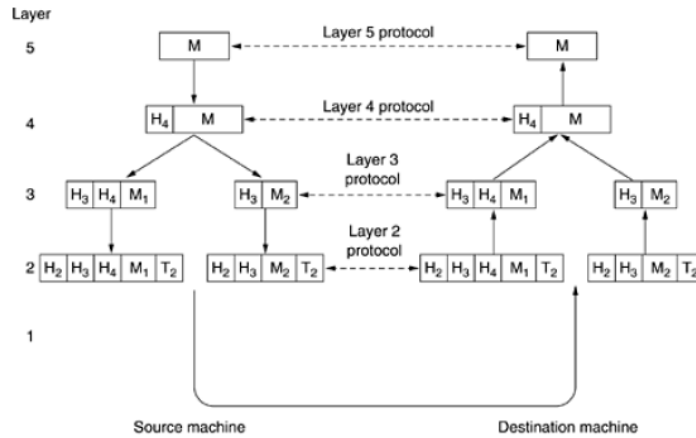 Layer
5 M Layer 5 protocol M
4 H4 M Layer 4 protocol H4 M
Layer 3
protocol
3 H3 H4 M1 H3 M2 H3 H4 M1 H3 M2
Layer 2
protocol
2 H2 H3 H4 M1 T2 H2 H3 M2 T2 H2 H3 H4 M1 T2 H2 H3 M2 T2
1
Source machine Destination machine